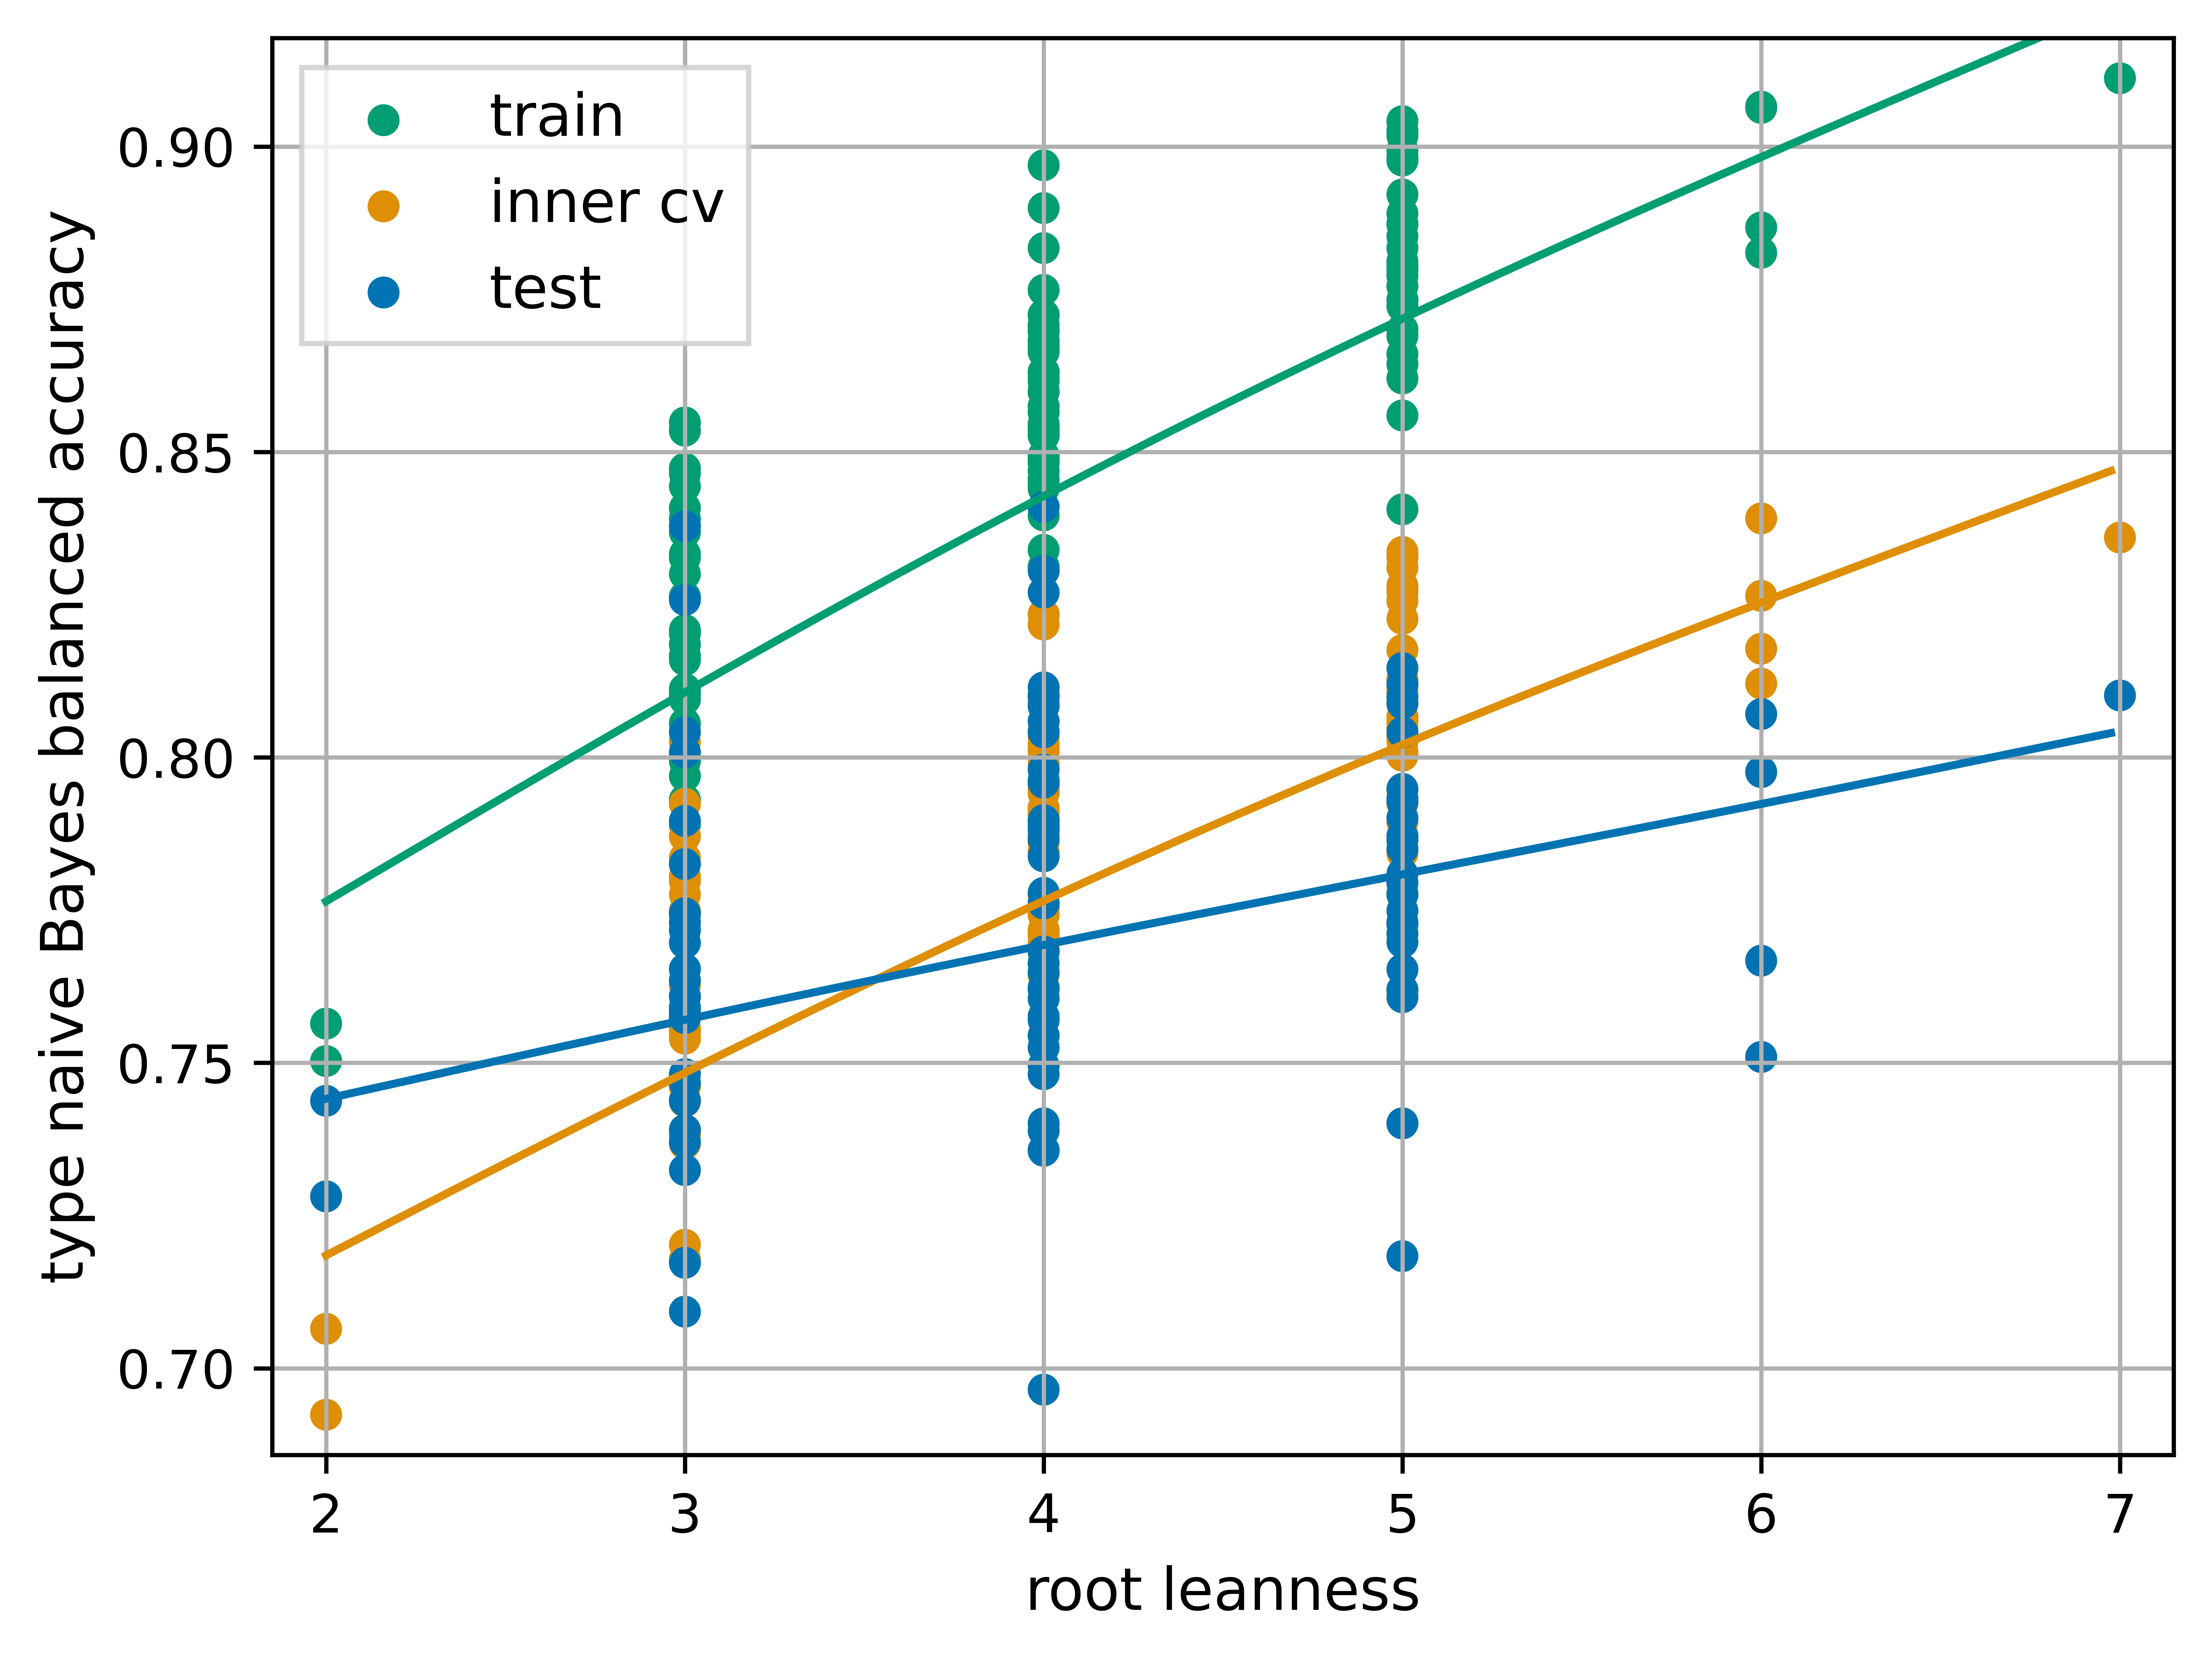 train
inner cv
test
type naive Bayes balanced accuracy
0.90
0.85
0.80
0.75
0.70
2 3 4 5 6 7
root leanness